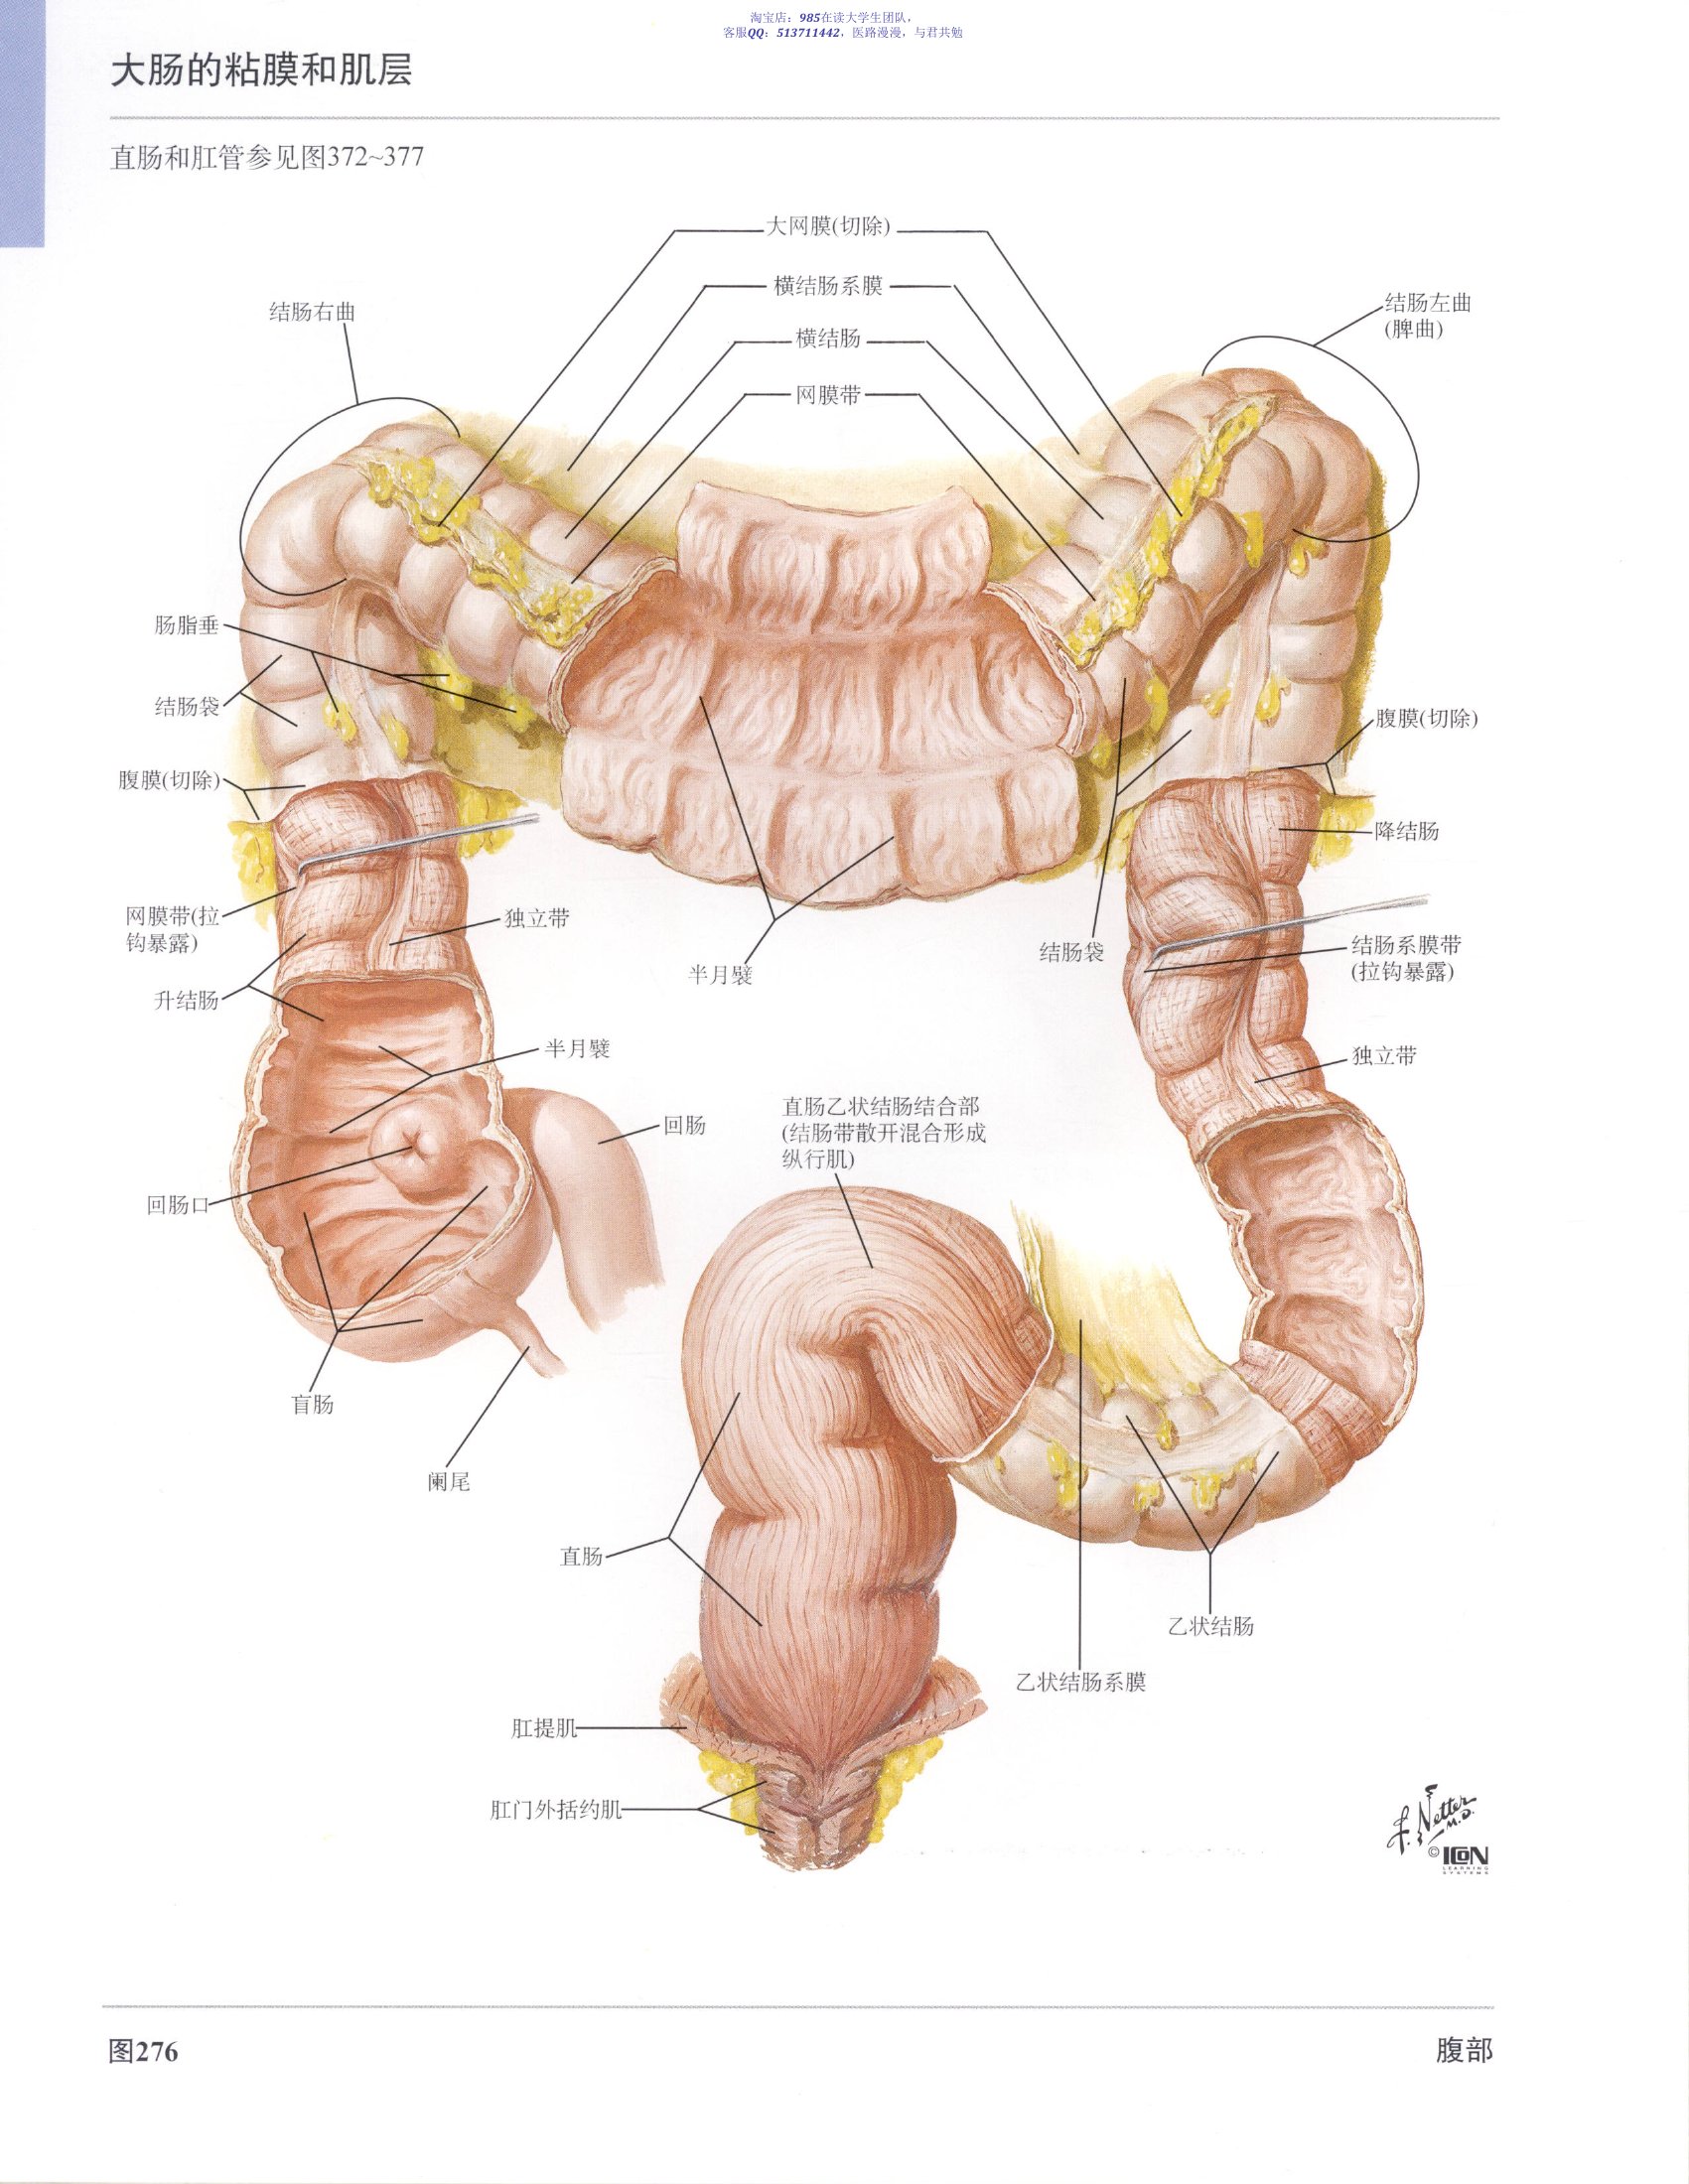 淘宝店：985在读大学生团队，
客服QQ：513711442，医路漫漫，与君共勉
大肠的粘膜和肌层
直肠和肛管参见图372~377
大网膜(切除)
横结肠系膜
横结肠
网膜带
结肠右曲
结肠左曲
(脾曲)
肠脂垂
结肠袋
腹膜(切除)
网膜带(拉
钩暴露)
升结肠
独立带
半月襞
半月襞
结肠袋
腹膜(切除)
降结肠
结肠系膜带
(拉钩暴露)
独立带
回肠
回肠口
盲肠
阑尾
直肠乙状结肠结合部
(结肠带散开混合形成
纵行肌)
直肠
乙状结肠
乙状结肠系膜
肛提肌
肛门外括约肌
F. Netter
M.D.
© ICON
LEARNING
SYSTEMS
图276
腹部